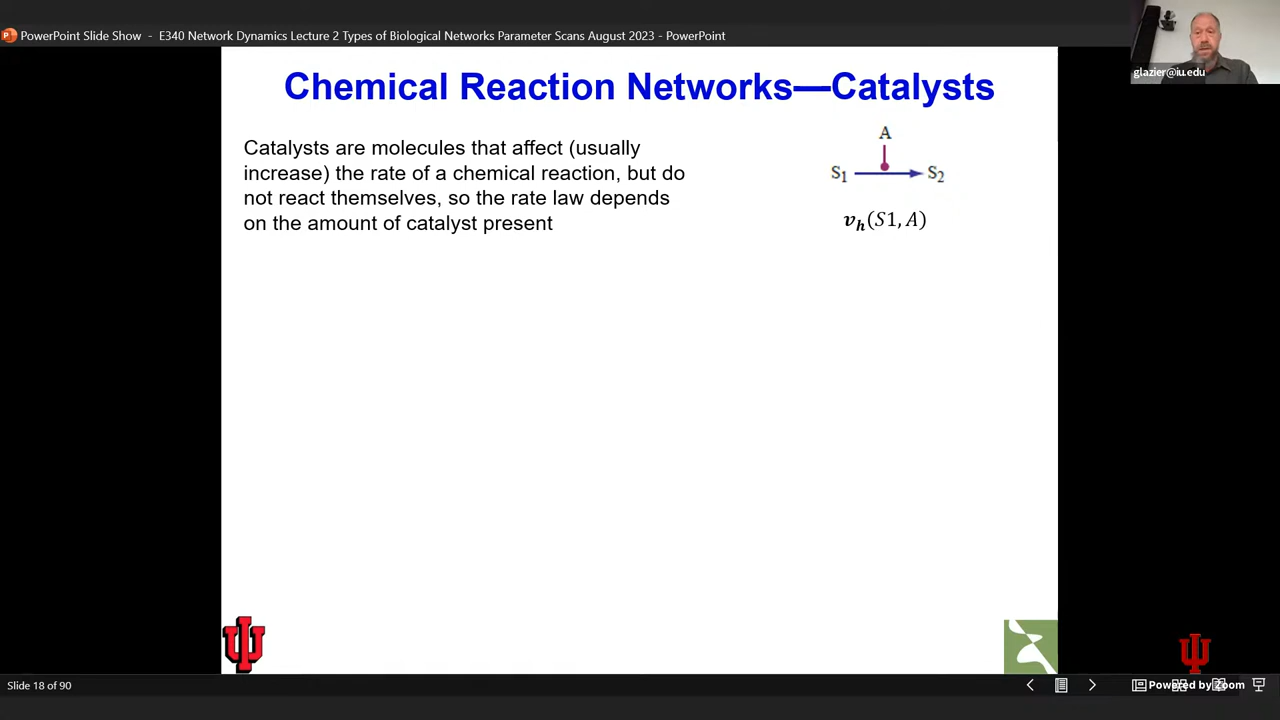 PowerPoint Slide Show - E340 Network Dynamics Lecture 2 Types of Biological Networks Parameter Scans August 2023 - PowerPoint
glazier@iu.edu
Chemical Reaction Networks—Catalysts
Catalysts are molecules that affect (usually
increase) the rate of a chemical reaction, but do
not react themselves, so the rate law depends
on the amount of catalyst present
A
S₁ S₂
vₕ(S1, A)
Slide 18 of 90
Powered by Zoom